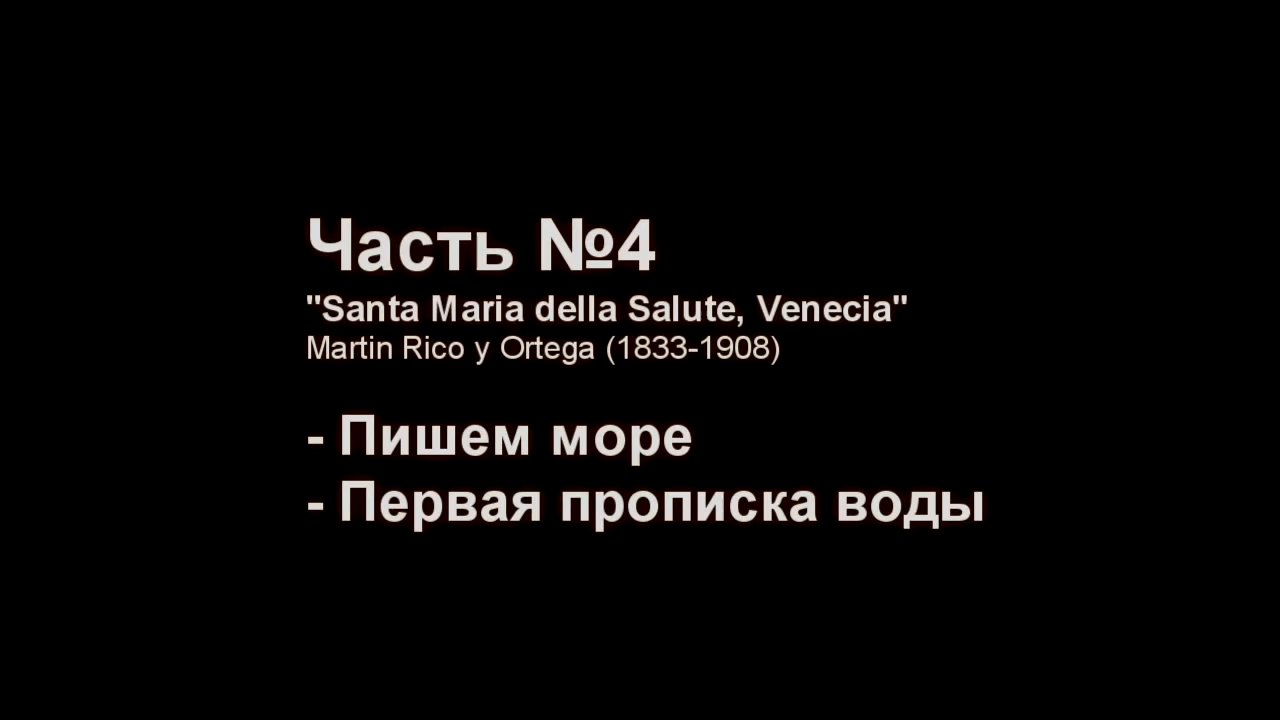 Часть №4
"Santa Maria della Salute, Venecia"
Martin Rico y Ortega (1833-1908)
- Пишем море
- Первая прописка воды